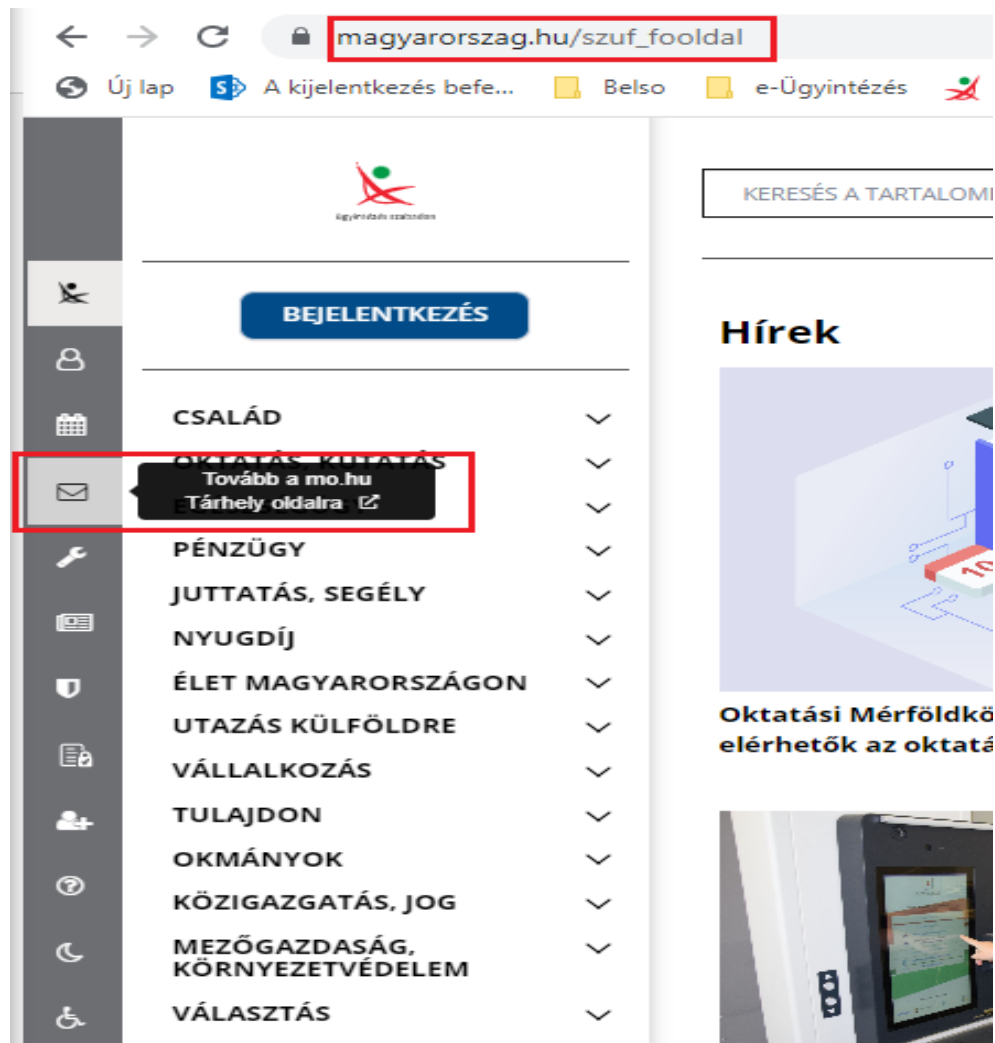 magyarorszag.hu/szuf_fooldal
Új lap A kijelentkezés befe... Belso e-Ügyintézés
KERESÉS A
BEJELENTKEZÉS
Hírek
CSALÁD
OKTATÁS, KUTATÁS
Tovább a mo.hu
Tárhely oldalra
PÉNZÜGY
JUTTATÁS, SEGÉLY
NYUGDÍJ
ÉLET MAGYARORSZÁGON
UTAZÁS KÜLFÖLDRE
VÁLLALKOZÁS
TULAJDON
OKMÁNYOK
KÖZIGAZGATÁS, JOG
MEZŐGAZDASÁG,
KÖRNYEZETVÉDELEM
VÁLASZTÁS
Oktatási Mérföldkö
elérhetők az oktatá